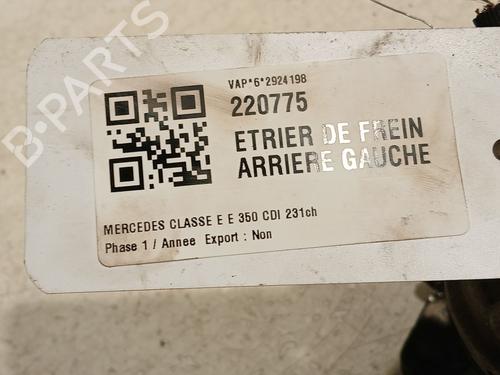 B-PARTS
VAP*6*2924198
220775
ETRIER DE FREIN
ARRIERE GAUCHE
MERCEDES CLASSE E E 350 CDI 231ch
Phase 1 / Annee Export : Non